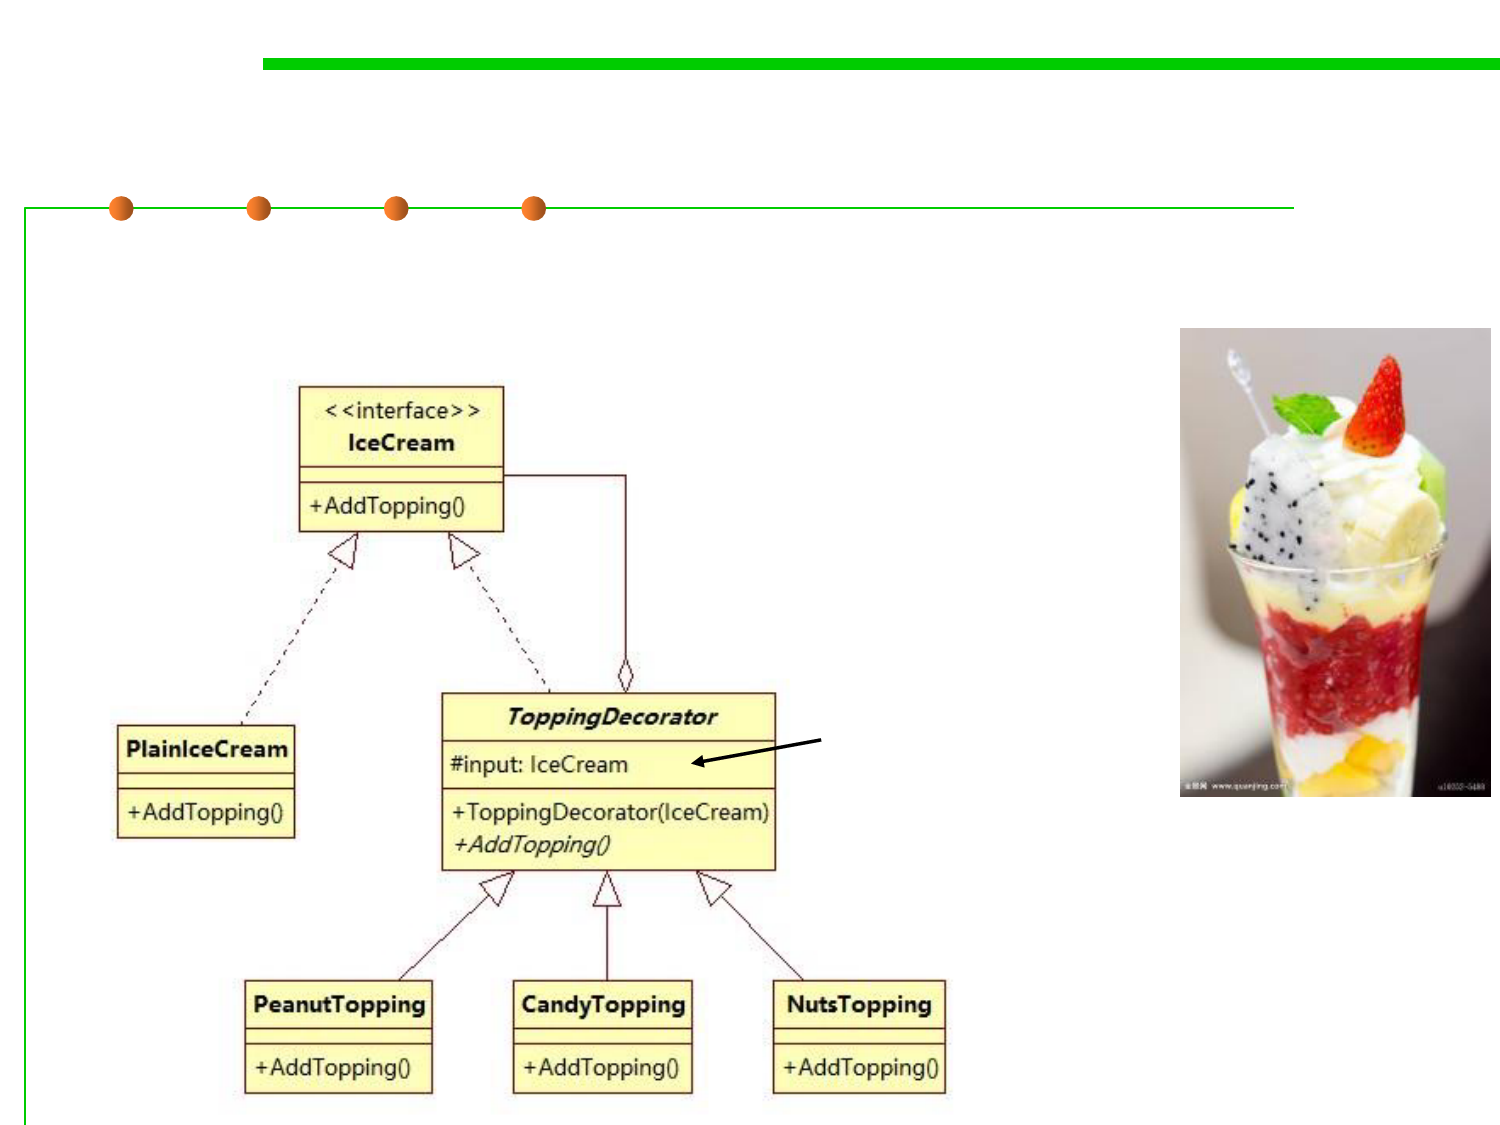 <<interface>>
IceCream
+AddTopping()
PlainIceCream
+AddTopping()
ToppingDecorator
#input: IceCream
+ToppingDecorator(IceCream)
+AddTopping()
PeanutTopping
+AddTopping()
CandyTopping
+AddTopping()
NutsTopping
+AddTopping()
www.quanjing.com